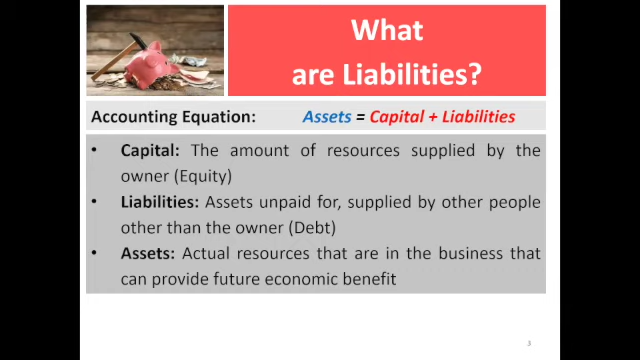 What
are Liabilities?
Accounting Equation: Assets = Capital + Liabilities
• Capital: The amount of resources supplied by the
owner (Equity)
• Liabilities: Assets unpaid for, supplied by other people
other than the owner (Debt)
• Assets: Actual resources that are in the business that
can provide future economic benefit
3